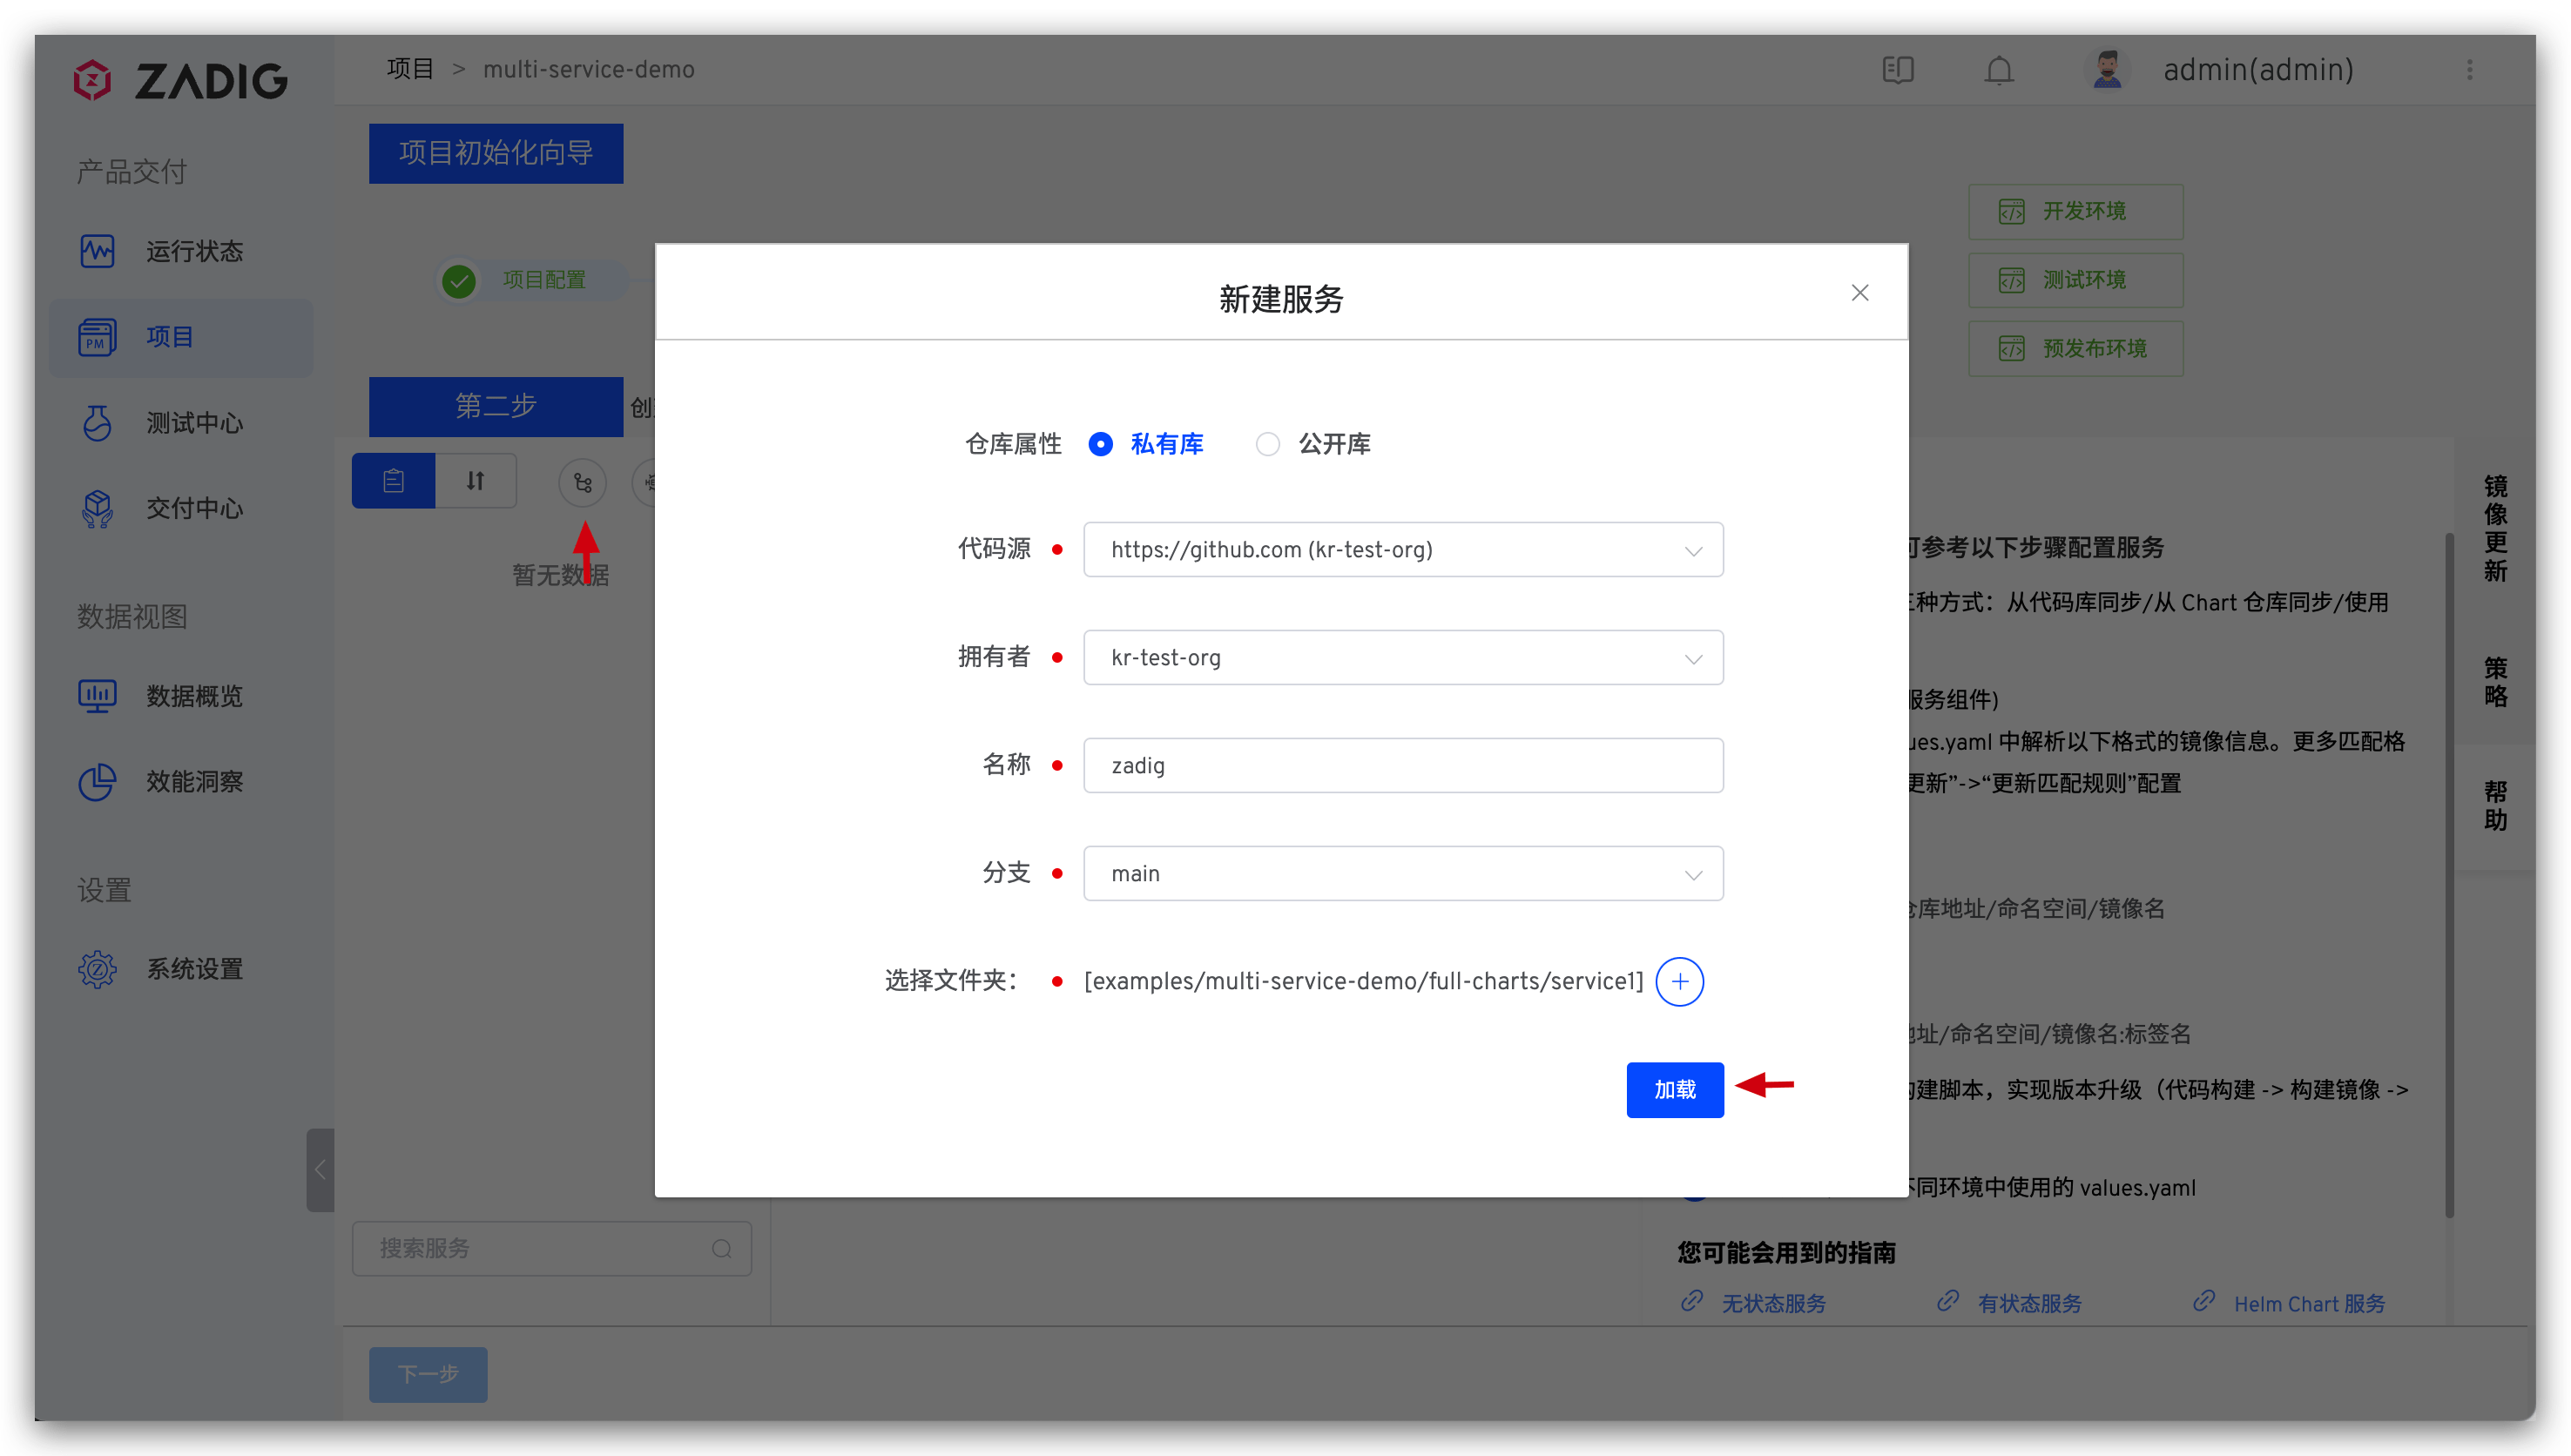 ZADIG
项目 > multi-service-demo
admin(admin)
产品交付
运行状态
PM
项目
测试中心
交付中心
数据视图
数据概览
效能洞察
设置
系统设置
项目初始化向导
项目配置
开发环境
测试环境
预发布环境
第二步
暂无数据
搜索服务
下一步
新建服务
仓库属性 私有库 公开库
代码源 https://github.com (kr-test-org)
拥有者 kr-test-org
名称 zadig
分支 main
选择文件夹： [examples/multi-service-demo/full-charts/service1]
加载
可参考以下步骤配置服务
三种方式：从代码库同步/从 Chart 仓库同步/使用
服务组件)
ues.yaml 中解析以下格式的镜像信息。更多匹配格
更新”->“更新匹配规则”配置
仓库地址/命名空间/镜像名
地址/命名空间/镜像名:标签名
构建脚本，实现版本升级（代码构建 -> 构建镜像 ->
不同环境中使用的 values.yaml
您可能会用到的指南
无状态服务 有状态服务 Helm Chart 服务
镜像更新
策略
帮助